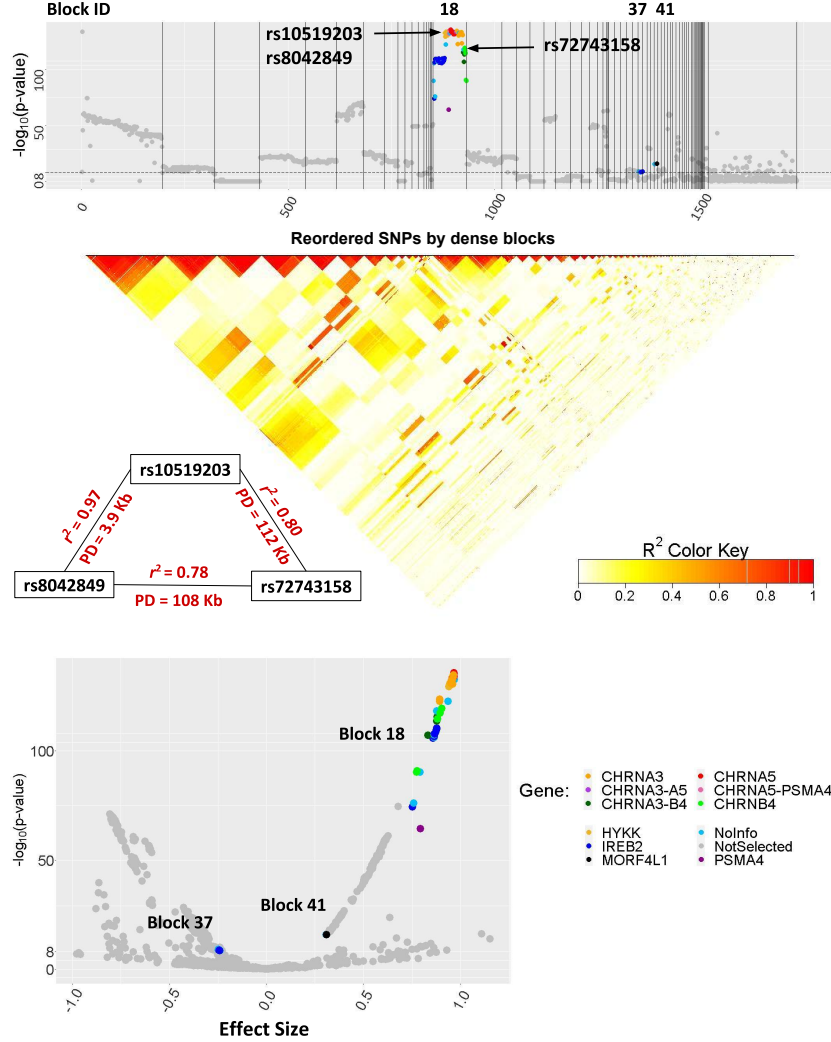 Block ID 18 37 41
rs10519203
rs8042849
rs72743158
-log10(p-value)
100
50
08
0 500 1000 1500
Reordered SNPs by dense blocks
rs10519203
r² = 0.97
PD = 3.9 Kb
r² = 0.80
PD = 112 Kb
rs8042849
r² = 0.78
PD = 108 Kb
rs72743158
R² Color Key
0 0.2 0.4 0.6 0.8 1
-log10(p-value)
100
50
8
0
Block 18
Block 41
Block 37
-1.0 -0.5 0.0 0.5 1.0
Effect Size
Gene:
CHRNA3 CHRNA5
CHRNA3-A5 CHRNA5-PSMA4
CHRNA3-B4 CHRNB4
HYKK NoInfo
IREB2 NotSelected
MORF4L1 PSMA4